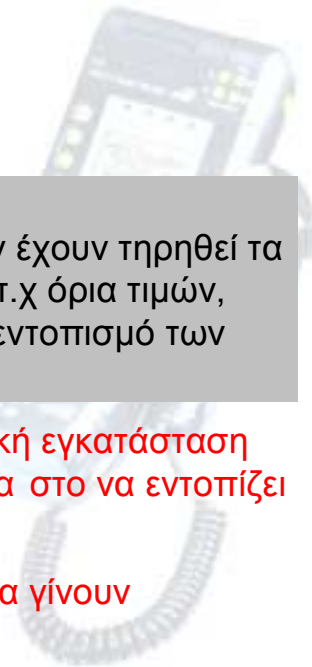 ν έχουν τηρηθεί τα
τ.χ όρια τιμών,
εντοπισμό των
κή εγκατάσταση
α στο να εντοπίζει
α γίνουν